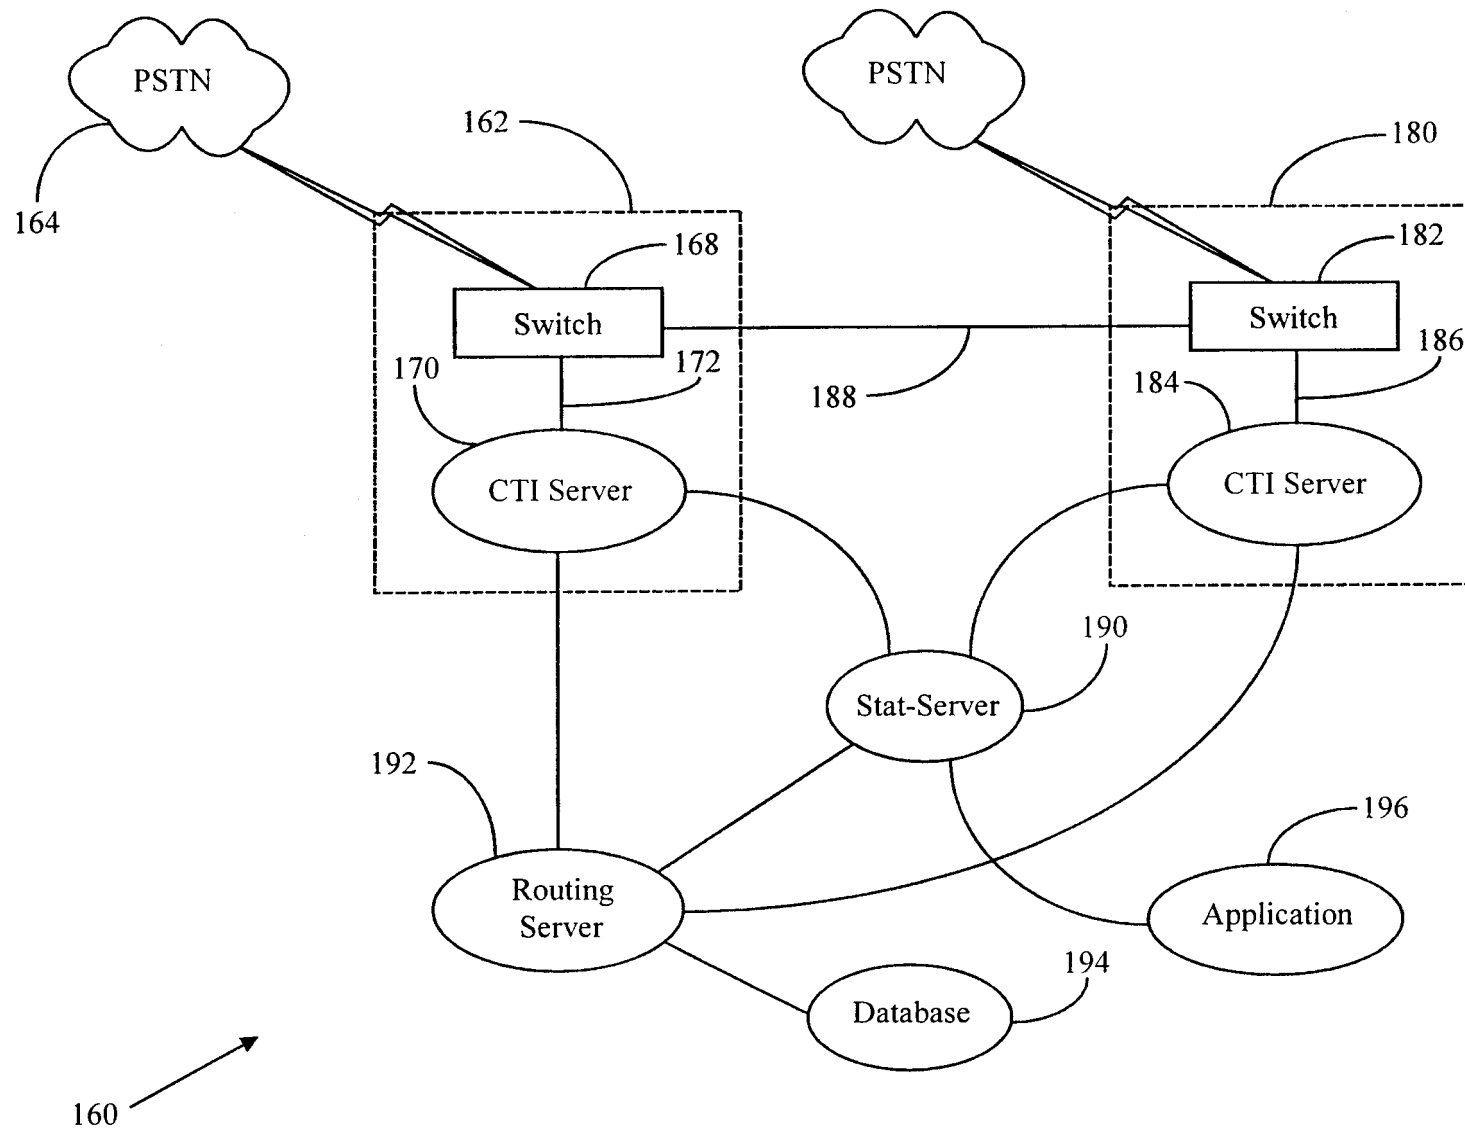 PSTN
PSTN
162
180
164
168
182
Switch
Switch
170
172
188
184
186
CTI Server
CTI Server
190
Stat-Server
192
196
Routing
Server
Application
194
Database
160